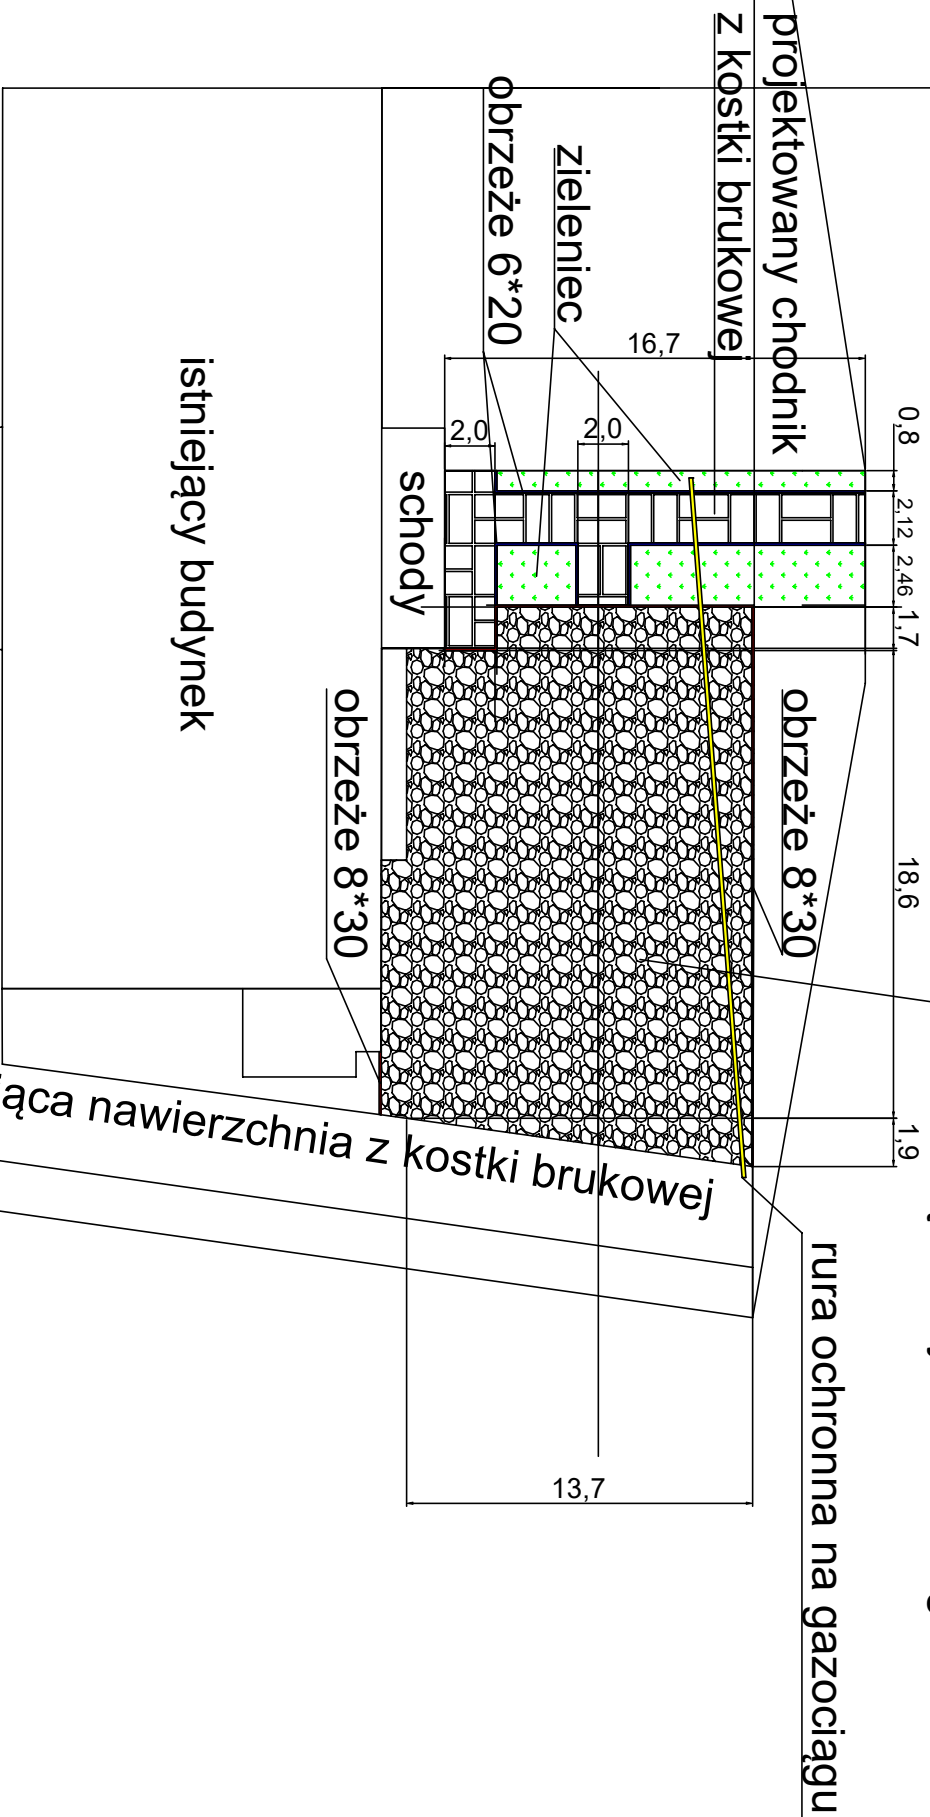 projektowany chodnik
z kostki brukowej
zieleniec
obrzeże 6*20
16,7
2,0
2,0
0,8
2,12
2,46
1,7
18,6
1,9
schody
istniejący budynek
obrzeże 8*30
obrzeże 8*30
ąca nawierzchnia z kostki brukowej
13,7
rura ochronna na gazociągu